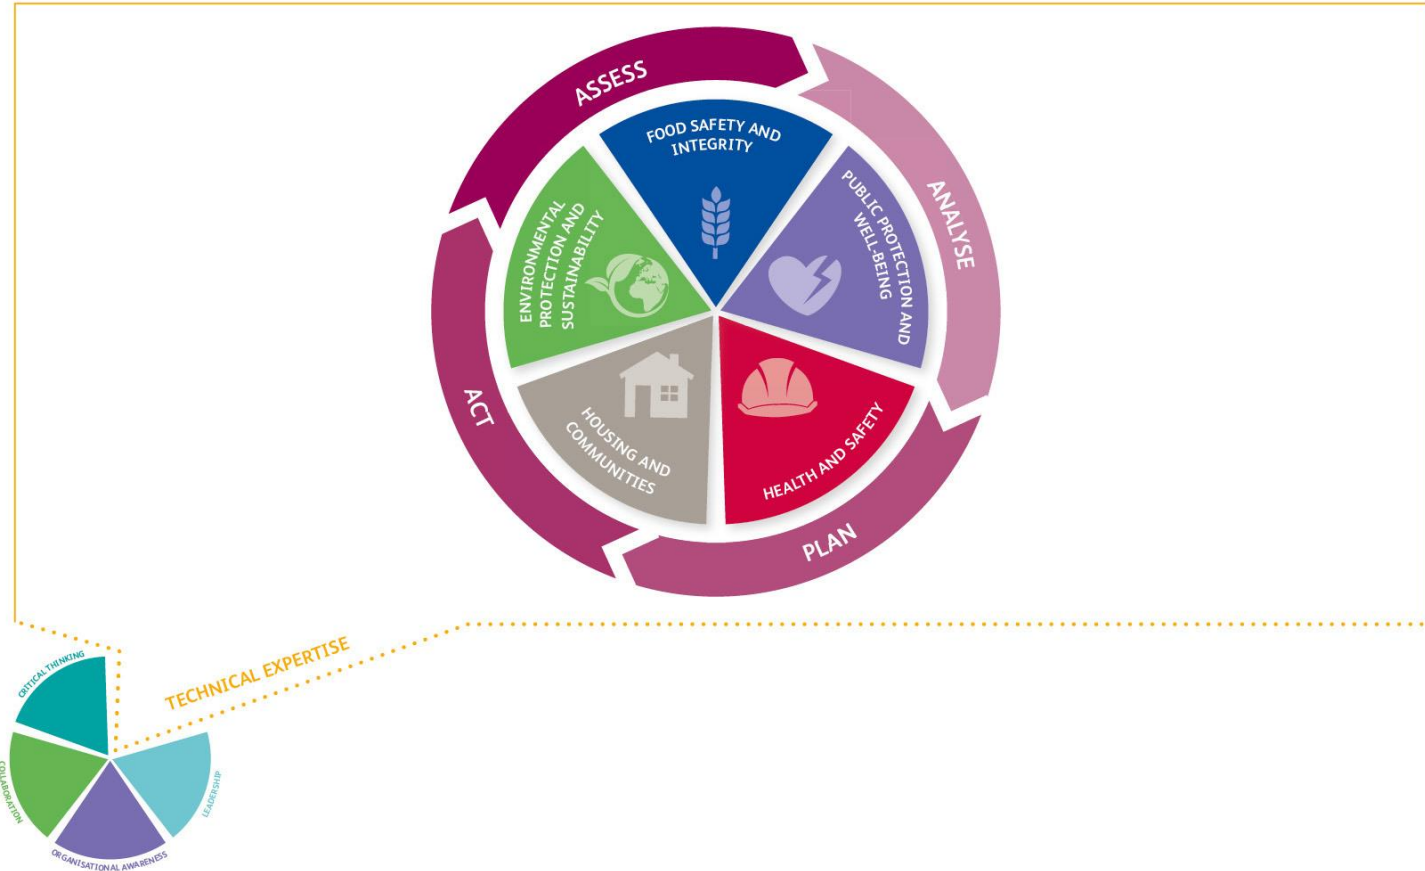 ASSESS
ANALYSE
PLAN
ACT
FOOD SAFETY AND
INTEGRITY
PUBLIC PROTECTION AND
WELL-BEING
HEALTH AND SAFETY
HOUSING AND
COMMUNITIES
ENVIRONMENTAL
PROTECTION AND
SUSTAINABILITY
TECHNICAL EXPERTISE
CRITICAL THINKING
COLLABORATION
ORGANISATIONAL AWARENESS
LEADERSHIP